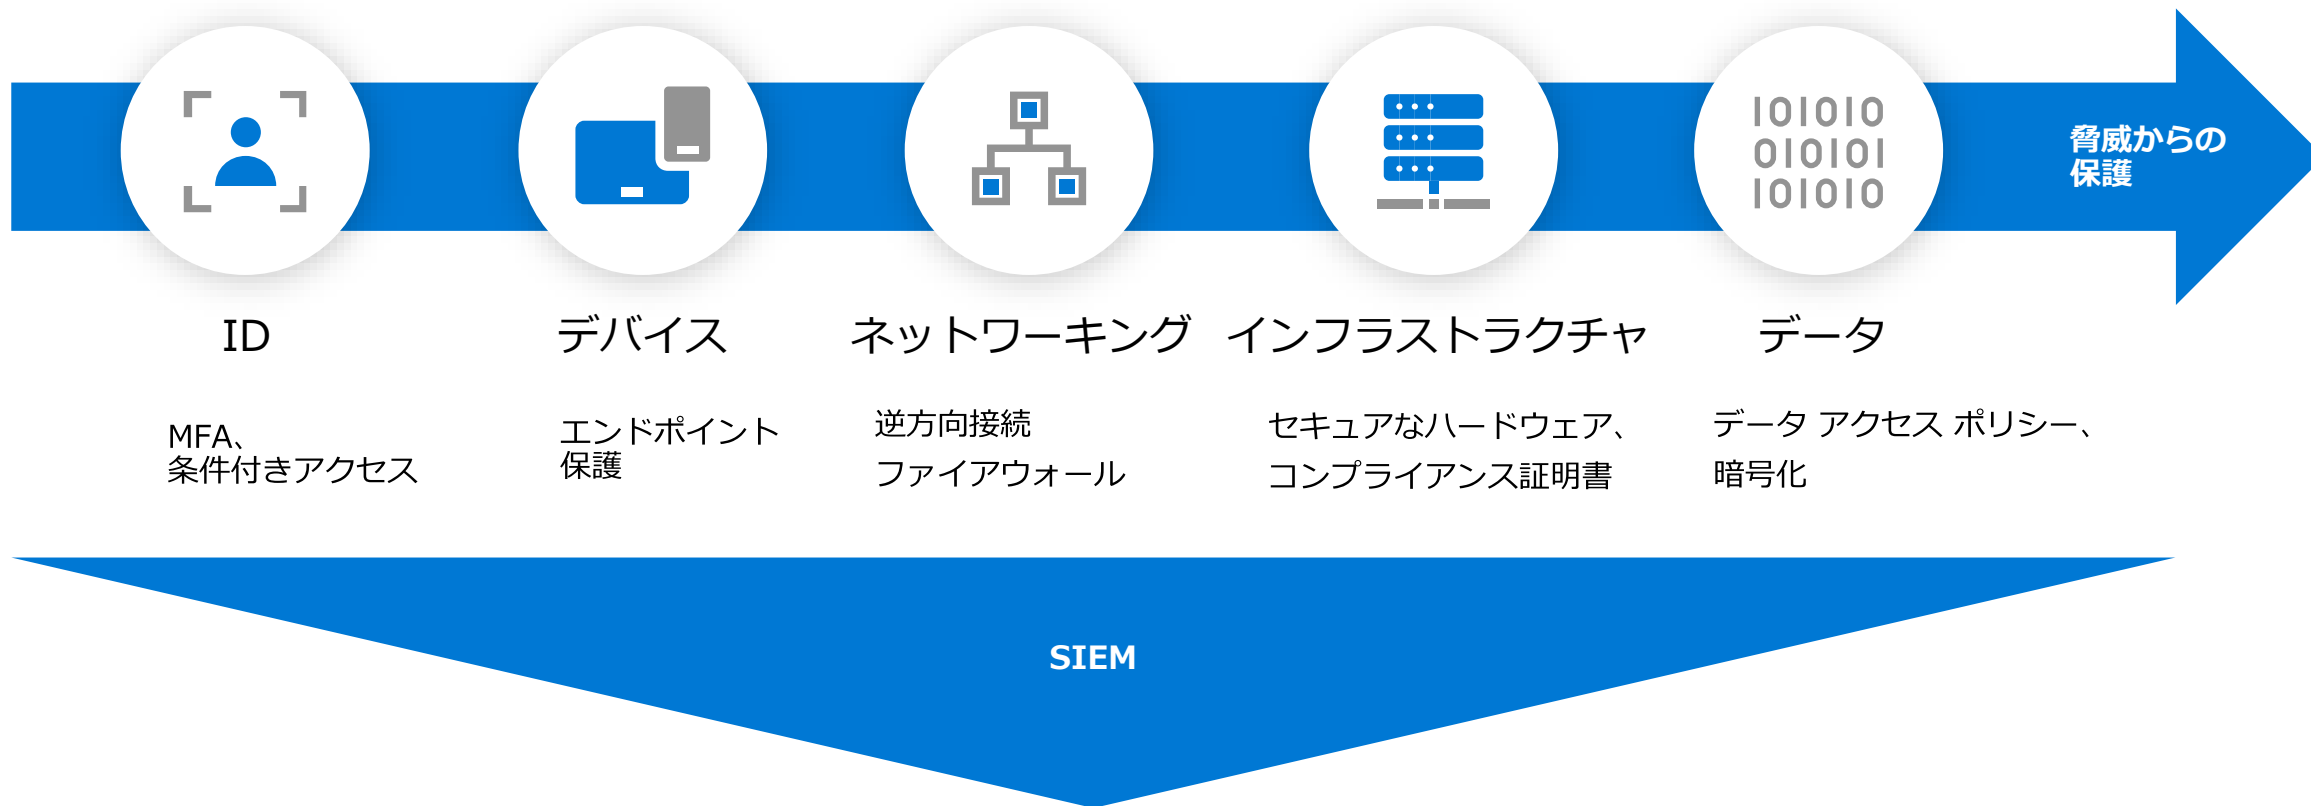 脅威からの
保護
ID
デバイス
ネットワーキング
インフラストラクチャ
データ
MFA、
条件付きアクセス
エンドポイント
保護
逆方向接続
ファイアウォール
セキュアなハードウェア、
コンプライアンス証明書
データ アクセス ポリシー、
暗号化
SIEM